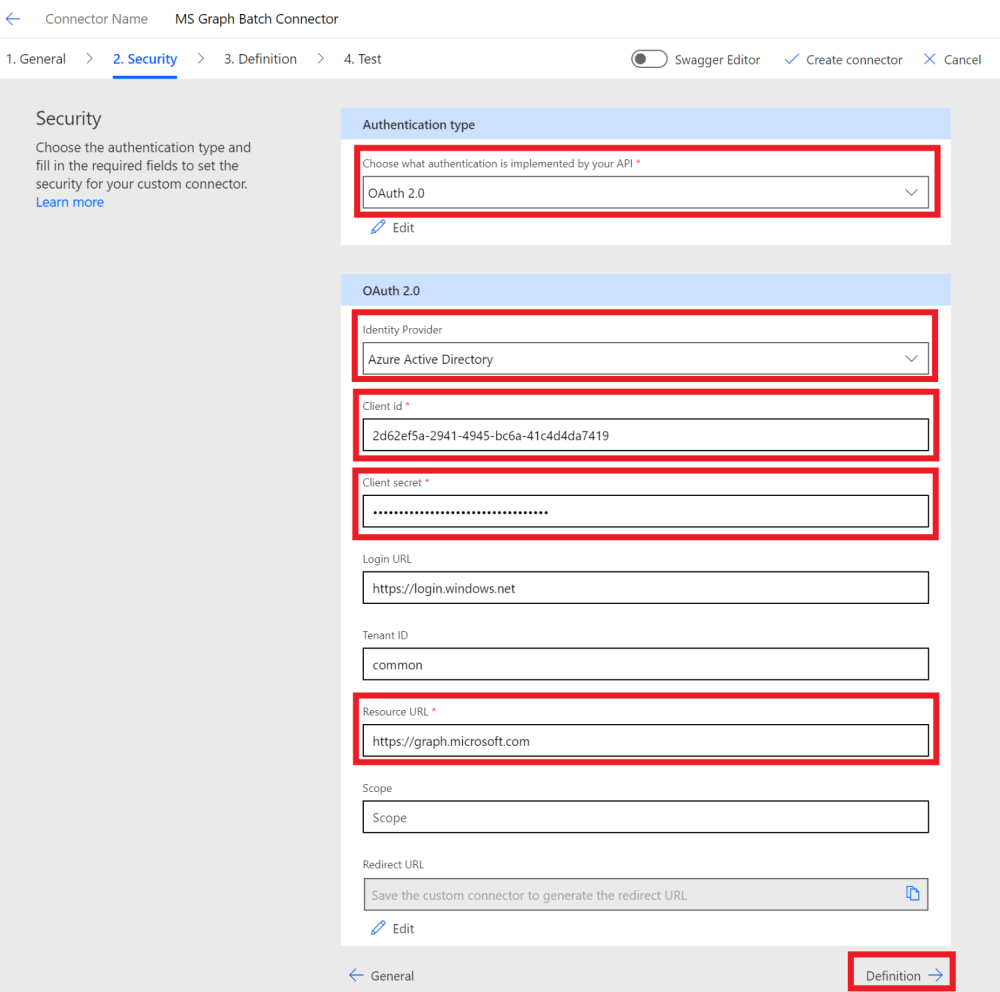 Connector Name MS Graph Batch Connector
1. General 2. Security 3. Definition 4. Test Swagger Editor Create connector Cancel
Security
Choose the authentication type and
fill in the required fields to set the
security for your custom connector.
Learn more
Authentication type
Choose what authentication is implemented by your API *
OAuth 2.0
Edit
OAuth 2.0
Identity Provider
Azure Active Directory
Client id *
2d62ef5a-2941-4945-bc6a-41c4d4da7419
Client secret *
••••••••••••••••••••••••••••••••••
Login URL
https://login.windows.net
Tenant ID
common
Resource URL *
https://graph.microsoft.com
Scope
Scope
Redirect URL
Save the custom connector to generate the redirect URL
Edit
General Definition